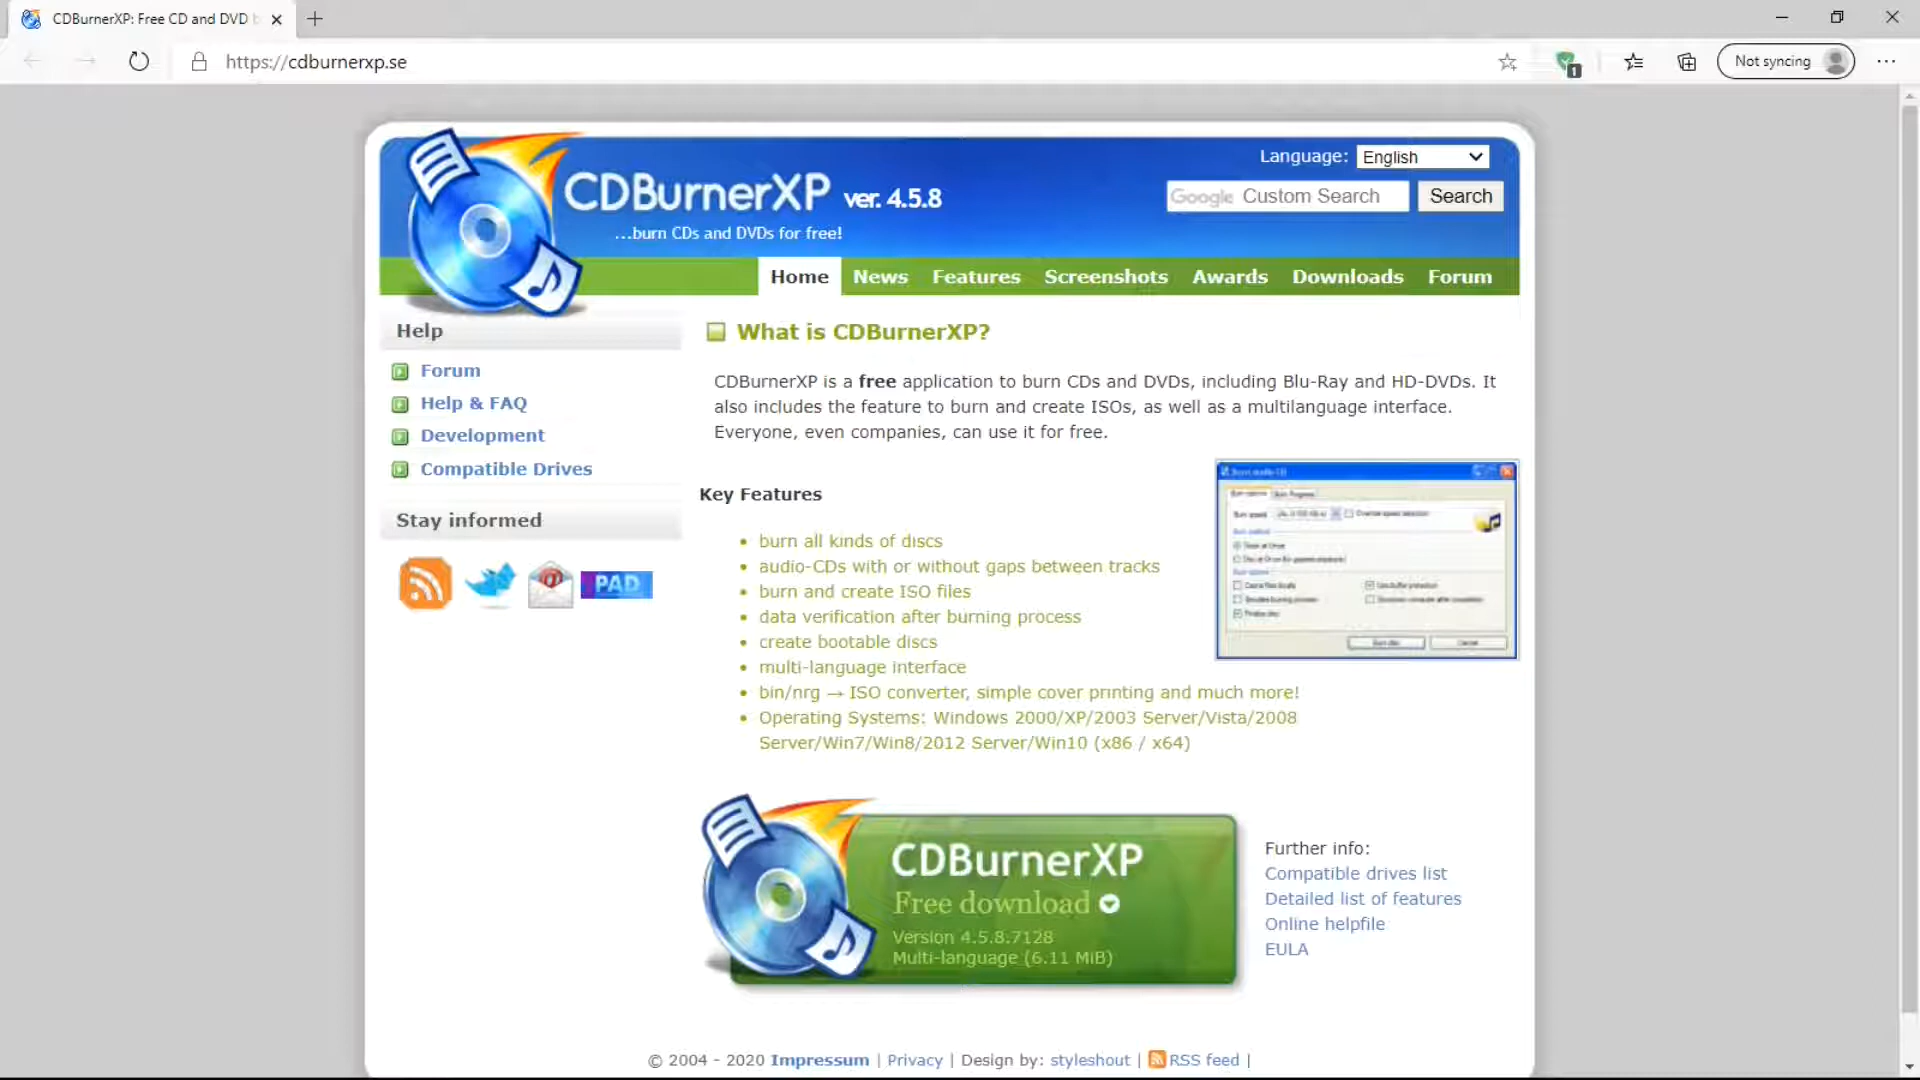 CDBurnerXP: Free CD and DVD b
https://cdburnerxp.se
1
Not syncing
Language: English
CDBurnerXP ver. 4.5.8
Google Custom Search Search
...burn CDs and DVDs for free!
Home News Features Screenshots Awards Downloads Forum
Help
Forum
Help & FAQ
Development
Compatible Drives
Stay informed
PAD
What is CDBurnerXP?
CDBurnerXP is a free application to burn CDs and DVDs, including Blu-Ray and HD-DVDs. It
also includes the feature to burn and create ISOs, as well as a multilanguage interface.
Everyone, even companies, can use it for free.
Key Features
burn all kinds of discs
audio-CDs with or without gaps between tracks
burn and create ISO files
data verification after burning process
create bootable discs
multi-language interface
bin/nrg → ISO converter, simple cover printing and much more!
Operating Systems: Windows 2000/XP/2003 Server/Vista/2008
Server/Win7/Win8/2012 Server/Win10 (x86 / x64)
CDBurnerXP
Free download
Version 4.5.8.7128
Multi-language (6.11 MiB)
Further info:
Compatible drives list
Detailed list of features
Online helpfile
EULA
© 2004 - 2020 Impressum | Privacy | Design by: styleshout | RSS feed |